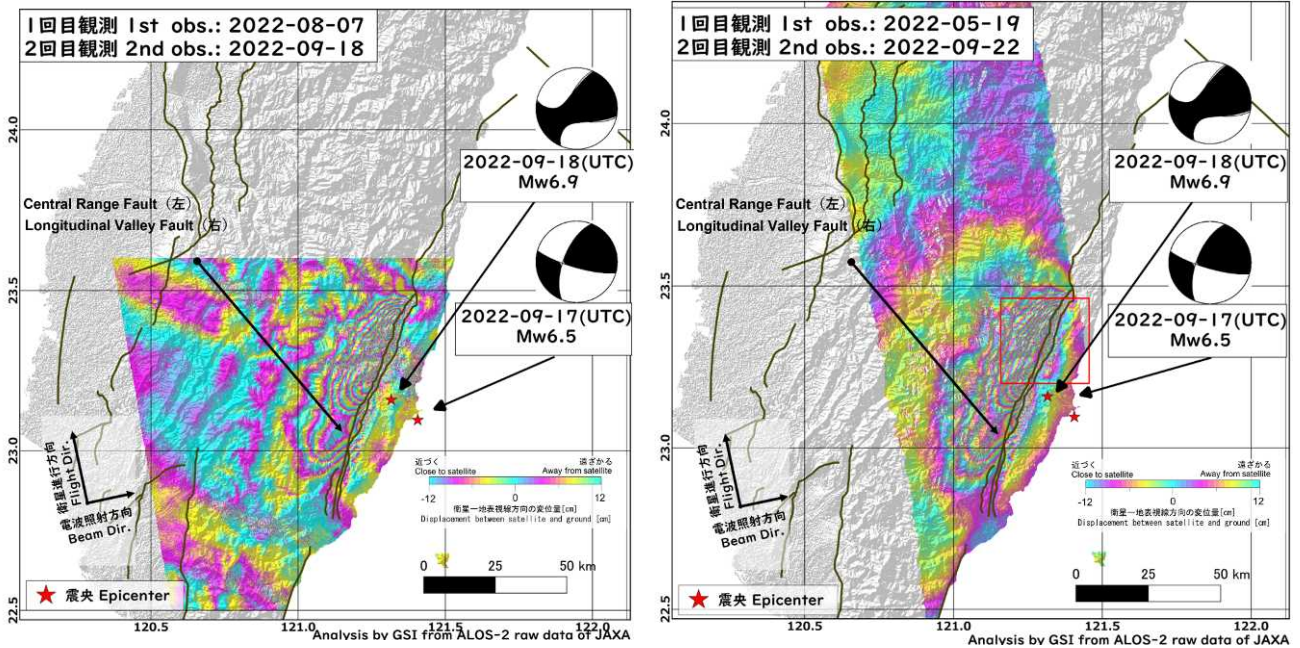 1回目観測 1st obs.: 2022-08-07
2回目観測 2nd obs.: 2022-09-18
24.0
23.5
23.0
22.5
120.5
121.0
121.5
122.0
2022-09-18(UTC)
Mw6.9
Central Range Fault（左）
Longitudinal Valley Fault（右）
2022-09-17(UTC)
Mw6.5
衛星進行方向
Flight Dir.
電波照射方向
Beam Dir.
近づく 遠ざかる
Close to satellite Away from satellite
-12 0 12
衛星－地表視線方向の変位量[cm]
Displacement between satellite and ground [cm]
0 25 50 km
震央 Epicenter
Analysis by GSI from ALOS-2 raw data of JAXA
1回目観測 1st obs.: 2022-05-19
2回目観測 2nd obs.: 2022-09-22
24.0
23.5
23.0
22.5
120.5
121.0
121.5
122.0
2022-09-18(UTC)
Mw6.9
Central Range Fault（左）
Longitudinal Valley Fault（右）
2022-09-17(UTC)
Mw6.5
衛星進行方向
Flight Dir.
電波照射方向
Beam Dir.
近づく 遠ざかる
Close to satellite Away from satellite
-12 0 12
衛星－地表視線方向の変位量[cm]
Displacement between satellite and ground [cm]
0 25 50 km
震央 Epicenter
Analysis by GSI from ALOS-2 raw data of JAXA